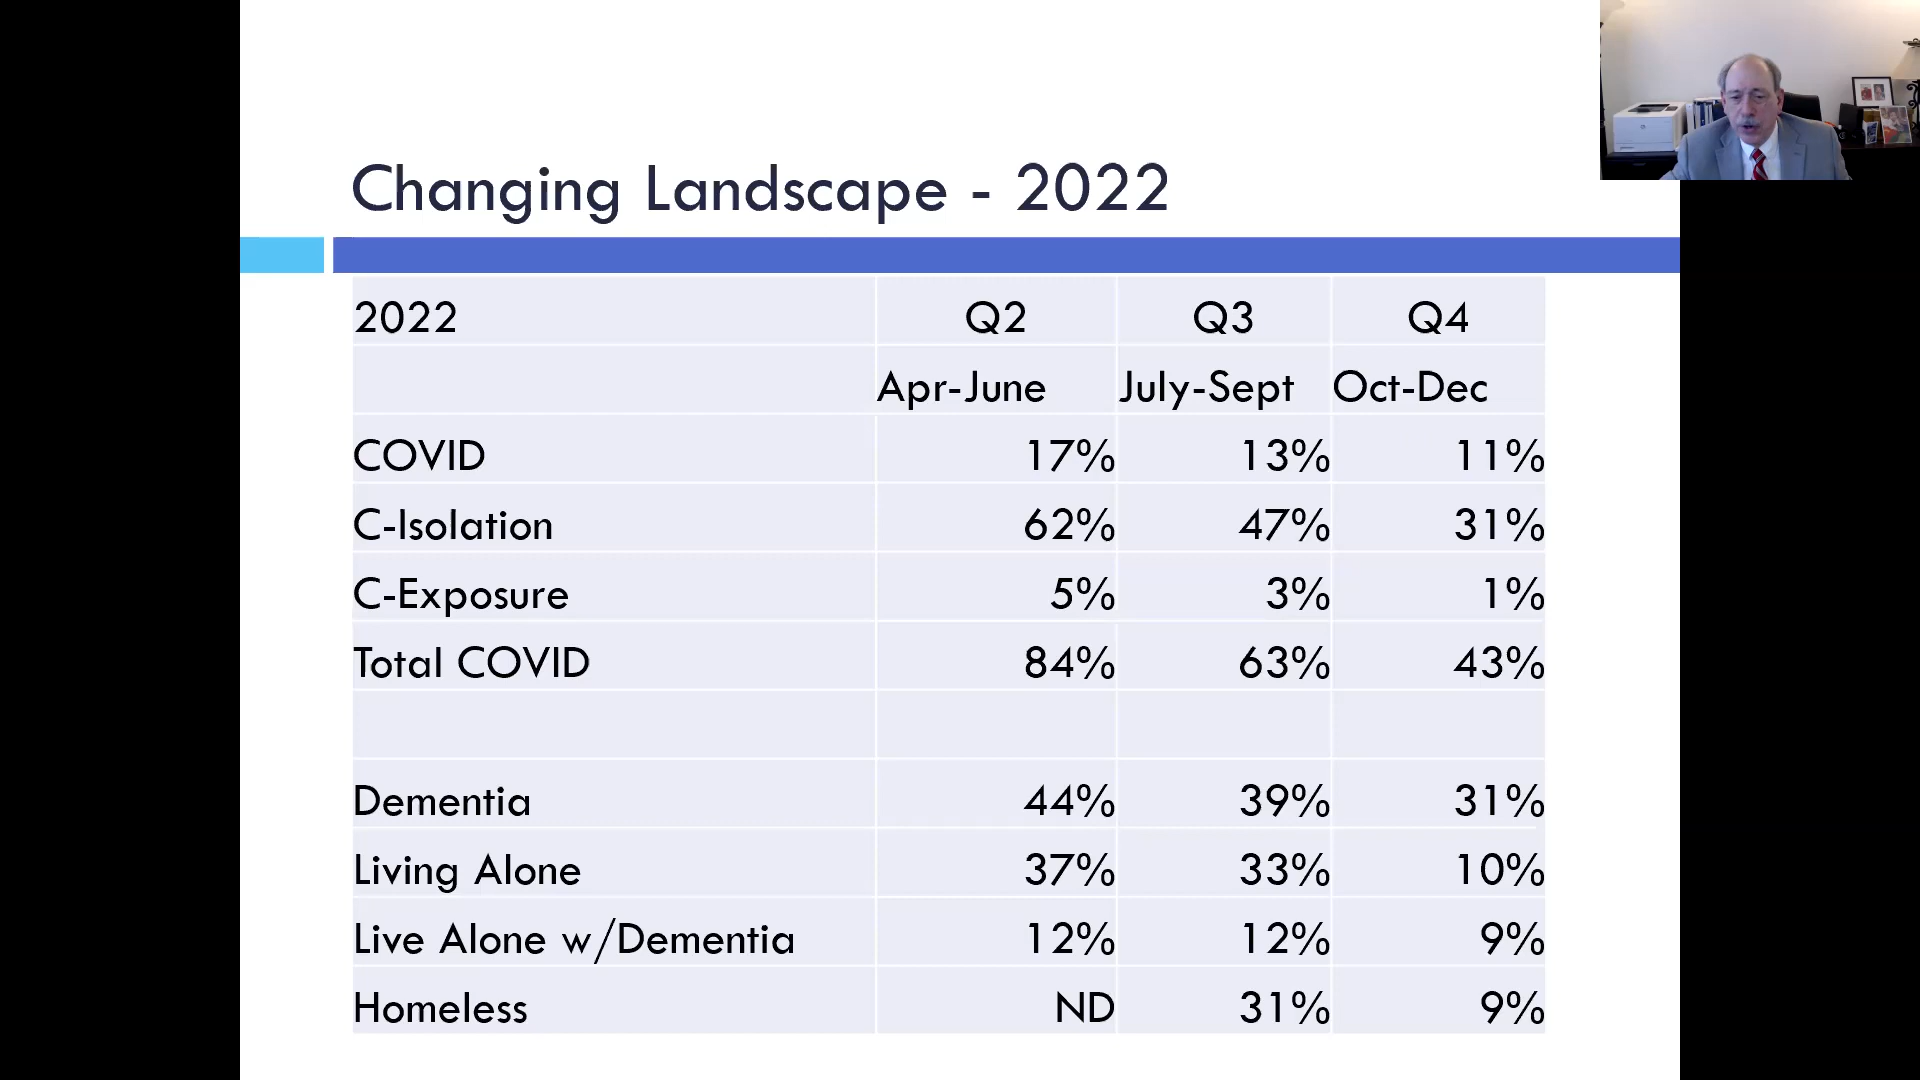 Changing Landscape - 2022
2022 Q2 Q3 Q4
Apr-June July-Sept Oct-Dec
COVID 17% 13% 11%
C-Isolation 62% 47% 31%
C-Exposure 5% 3% 1%
Total COVID 84% 63% 43%
Dementia 44% 39% 31%
Living Alone 37% 33% 10%
Live Alone w/Dementia 12% 12% 9%
Homeless ND 31% 9%